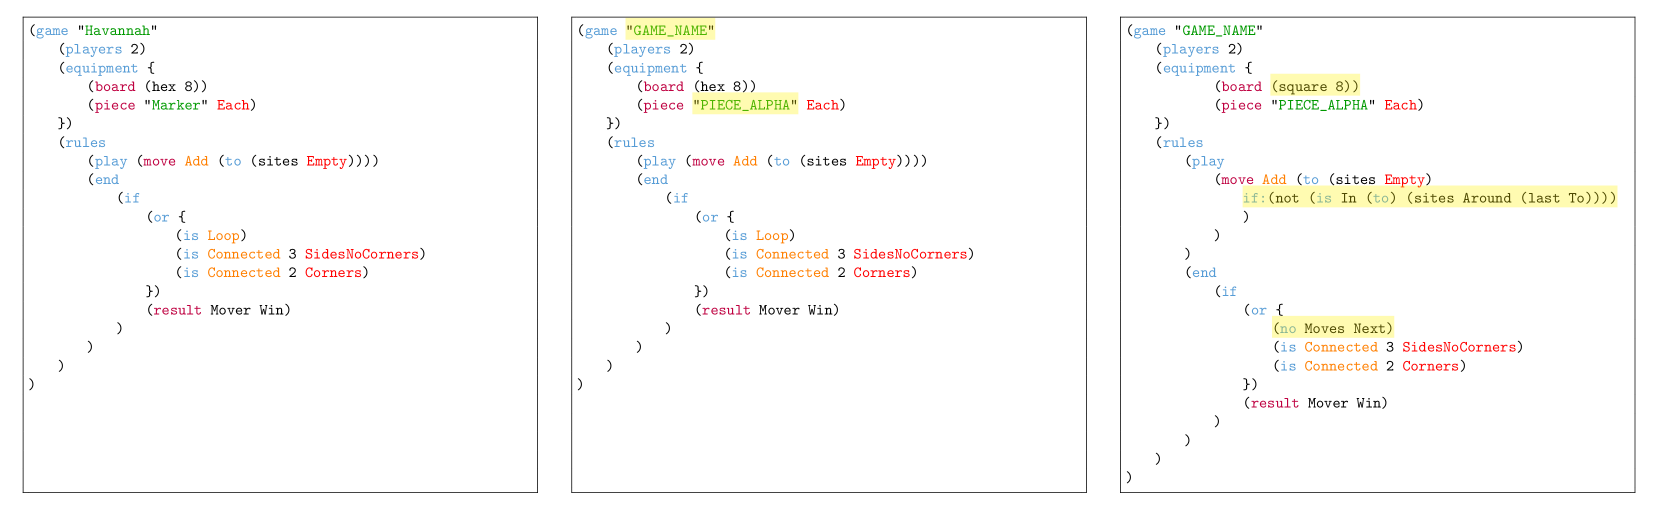 (game "Havannah"
    (players 2)
    (equipment {
        (board (hex 8))
        (piece "Marker" Each)
    })
    (rules
        (play (move Add (to (sites Empty))))
        (end
            (if
                (or {
                    (is Loop)
                    (is Connected 3 SidesNoCorners)
                    (is Connected 2 Corners)
                })
                (result Mover Win)
            )
        )
    )
)
(game "GAME_NAME"
    (players 2)
    (equipment {
        (board (hex 8))
        (piece "PIECE_ALPHA" Each)
    })
    (rules
        (play (move Add (to (sites Empty))))
        (end
            (if
                (or {
                    (is Loop)
                    (is Connected 3 SidesNoCorners)
                    (is Connected 2 Corners)
                })
                (result Mover Win)
            )
        )
    )
)
(game "GAME_NAME"
    (players 2)
    (equipment {
            (board (square 8))
            (piece "PIECE_ALPHA" Each)
    })
    (rules
        (play
            (move Add (to (sites Empty)
                if:(not (is In (to) (sites Around (last To))))
                )
            )
        )
        (end
            (if
                (or {
                    (no Moves Next)
                    (is Connected 3 SidesNoCorners)
                    (is Connected 2 Corners)
                })
                (result Mover Win)
            )
        )
    )
)